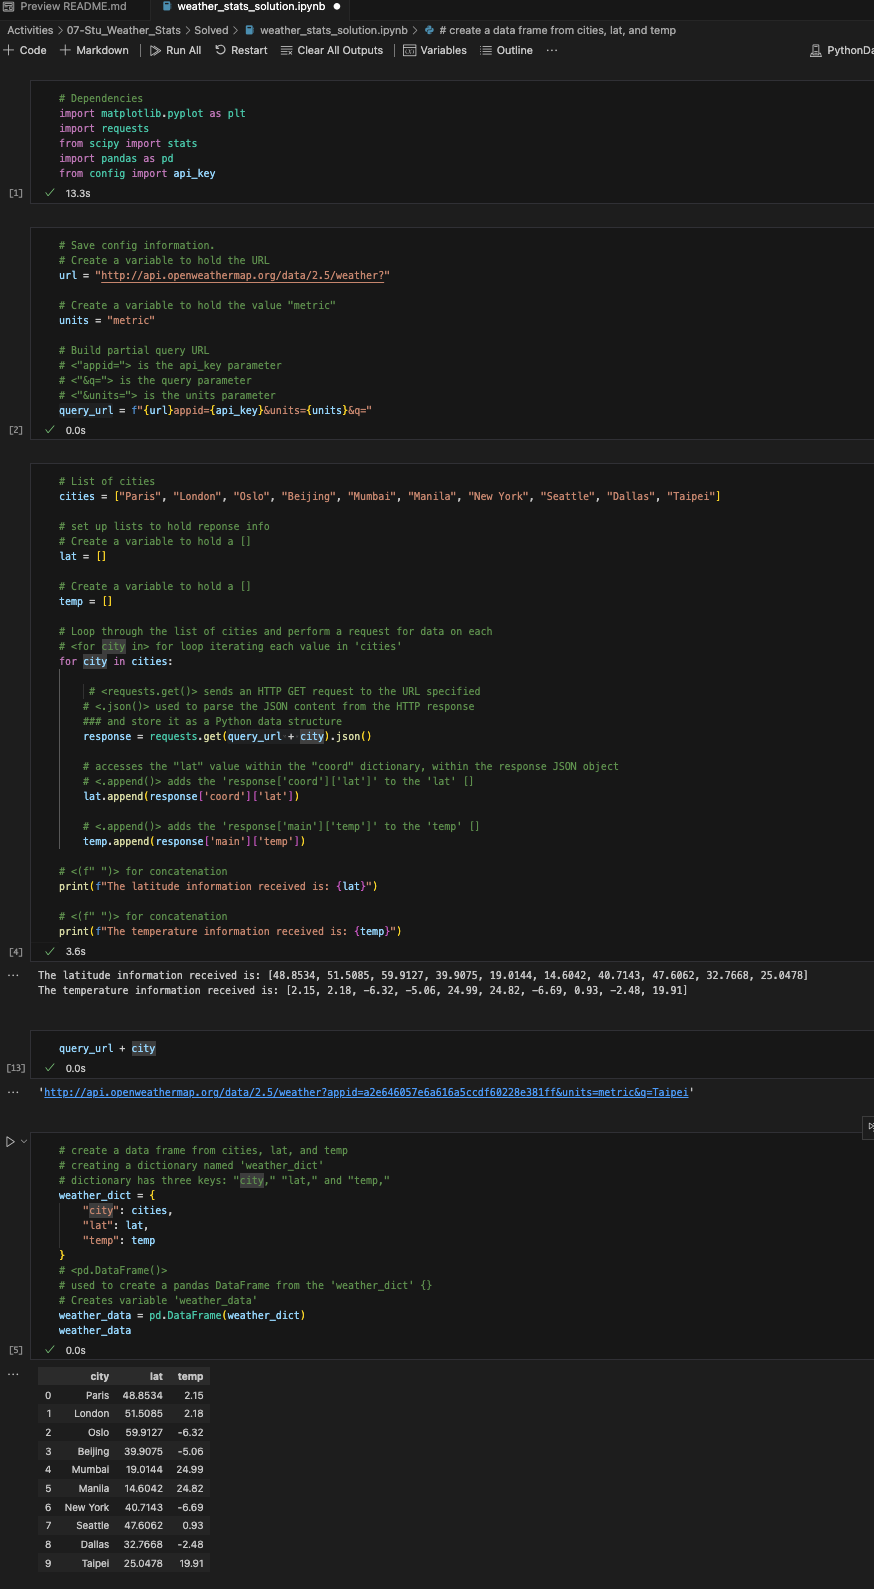 Preview README.md
weather_stats_solution.ipynb
Activities > 07-Stu_Weather_Stats > Solved > weather_stats_solution.ipynb > # create a data frame from cities, lat, and temp
+ Code + Markdown | Run All Restart Clear All Outputs | Variables Outline ...
# Dependencies
import matplotlib.pyplot as plt
import requests
from scipy import stats
import pandas as pd
from config import api_key
[1] ✓ 13.3s
# Save config information.
# Create a variable to hold the URL
url = "http://api.openweathermap.org/data/2.5/weather?"
# Create a variable to hold the value "metric"
units = "metric"
# Build partial query URL
# <"appid="> is the api_key parameter
# <"&q="> is the query parameter
# <"&units="> is the units parameter
query_url = f"{url}appid={api_key}&units={units}&q="
[2] ✓ 0.0s
# List of cities
cities = ["Paris", "London", "Oslo", "Beijing", "Mumbai", "Manila", "New York", "Seattle", "Dallas", "Taipei"]
# set up lists to hold reponse info
# Create a variable to hold a []
lat = []
# Create a variable to hold a []
temp = []
# Loop through the list of cities and perform a request for data on each
# <for city in> for loop iterating each value in 'cities'
for city in cities:
# <requests.get()> sends an HTTP GET request to the URL specified
# <.json()> used to parse the JSON content from the HTTP response
### and store it as a Python data structure
response = requests.get(query_url + city).json()
# accesses the "lat" value within the "coord" dictionary, within the response JSON object
# <.append()> adds the 'response['coord']['lat']' to the 'lat' []
lat.append(response['coord']['lat'])
# <.append()> adds the 'response['main']['temp']' to the 'temp' []
temp.append(response['main']['temp'])
# <(f" ")> for concatenation
print(f"The latitude information received is: {lat}")
# <(f" ")> for concatenation
print(f"The temperature information received is: {temp}")
[4] ✓ 3.6s
... The latitude information received is: [48.8534, 51.5085, 59.9127, 39.9075, 19.0144, 14.6042, 40.7143, 47.6062, 32.7668, 25.0478]
The temperature information received is: [2.15, 2.18, -6.32, -5.06, 24.99, 24.82, -6.69, 0.93, -2.48, 19.91]
query_url + city
[13] ✓ 0.0s
... 'http://api.openweathermap.org/data/2.5/weather?appid=a2e646057e6a616a5ccdf60228e381ff&units=metric&q=Taipei'
# create a data frame from cities, lat, and temp
# creating a dictionary named 'weather_dict'
# dictionary has three keys: "city," "lat," and "temp,"
weather_dict = {
"city": cities,
"lat": lat,
"temp": temp
}
# <pd.DataFrame()>
# used to create a pandas DataFrame from the 'weather_dict' {}
# Creates variable 'weather_data'
weather_data = pd.DataFrame(weather_dict)
weather_data
[5] ✓ 0.0s
... city lat temp
0 Paris 48.8534 2.15
1 London 51.5085 2.18
2 Oslo 59.9127 -6.32
3 Beijing 39.9075 -5.06
4 Mumbai 19.0144 24.99
5 Manila 14.6042 24.82
6 New York 40.7143 -6.69
7 Seattle 47.6062 0.93
8 Dallas 32.7668 -2.48
9 Taipei 25.0478 19.91